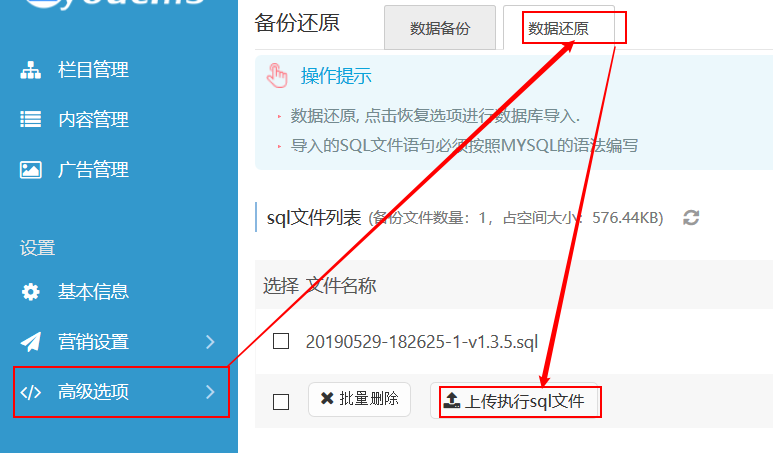 备份还原
数据备份
数据还原
操作提示
数据还原, 点击恢复选项进行数据库导入.
导入的SQL文件语句必须按照MYSQL的语法编写
sql文件列表 (备份文件数量：1，占空间大小：576.44KB)
选择 文件名称
20190529-182625-1-v1.3.5.sql
批量删除
上传执行sql文件
栏目管理
内容管理
广告管理
设置
基本信息
营销设置
高级选项